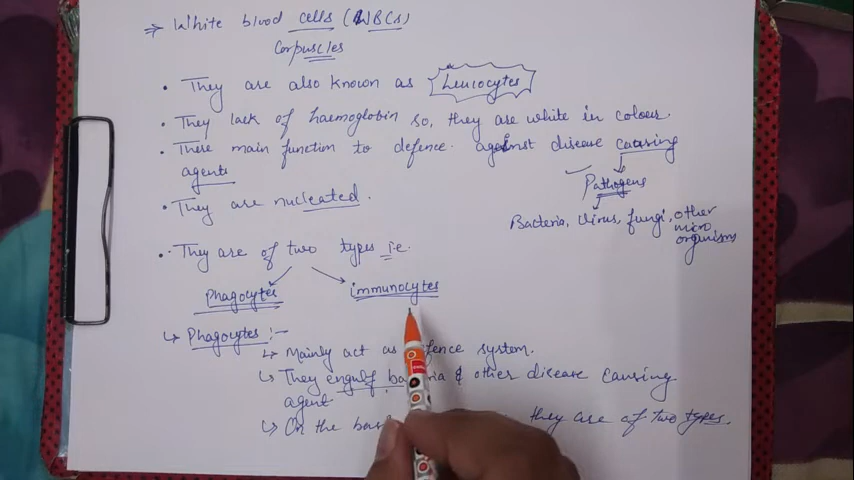 ⇒ White blood cells (WBCs)
Corpuscles
• They are also known as Leucocytes
• They lack of haemoglobin so, they are white in colour.
• There main function to defence. against disease causing
agents
Pathogens
Bacteria, virus, fungi, other
micro
organisms
• They are nucleated.
• They are of two types i.e.
Phagocytes immunocytes
↳ Phagocytes :-
↳ Mainly act as system.
↳ They engulf & other disease causing
agent
↳ On the they are of two types.